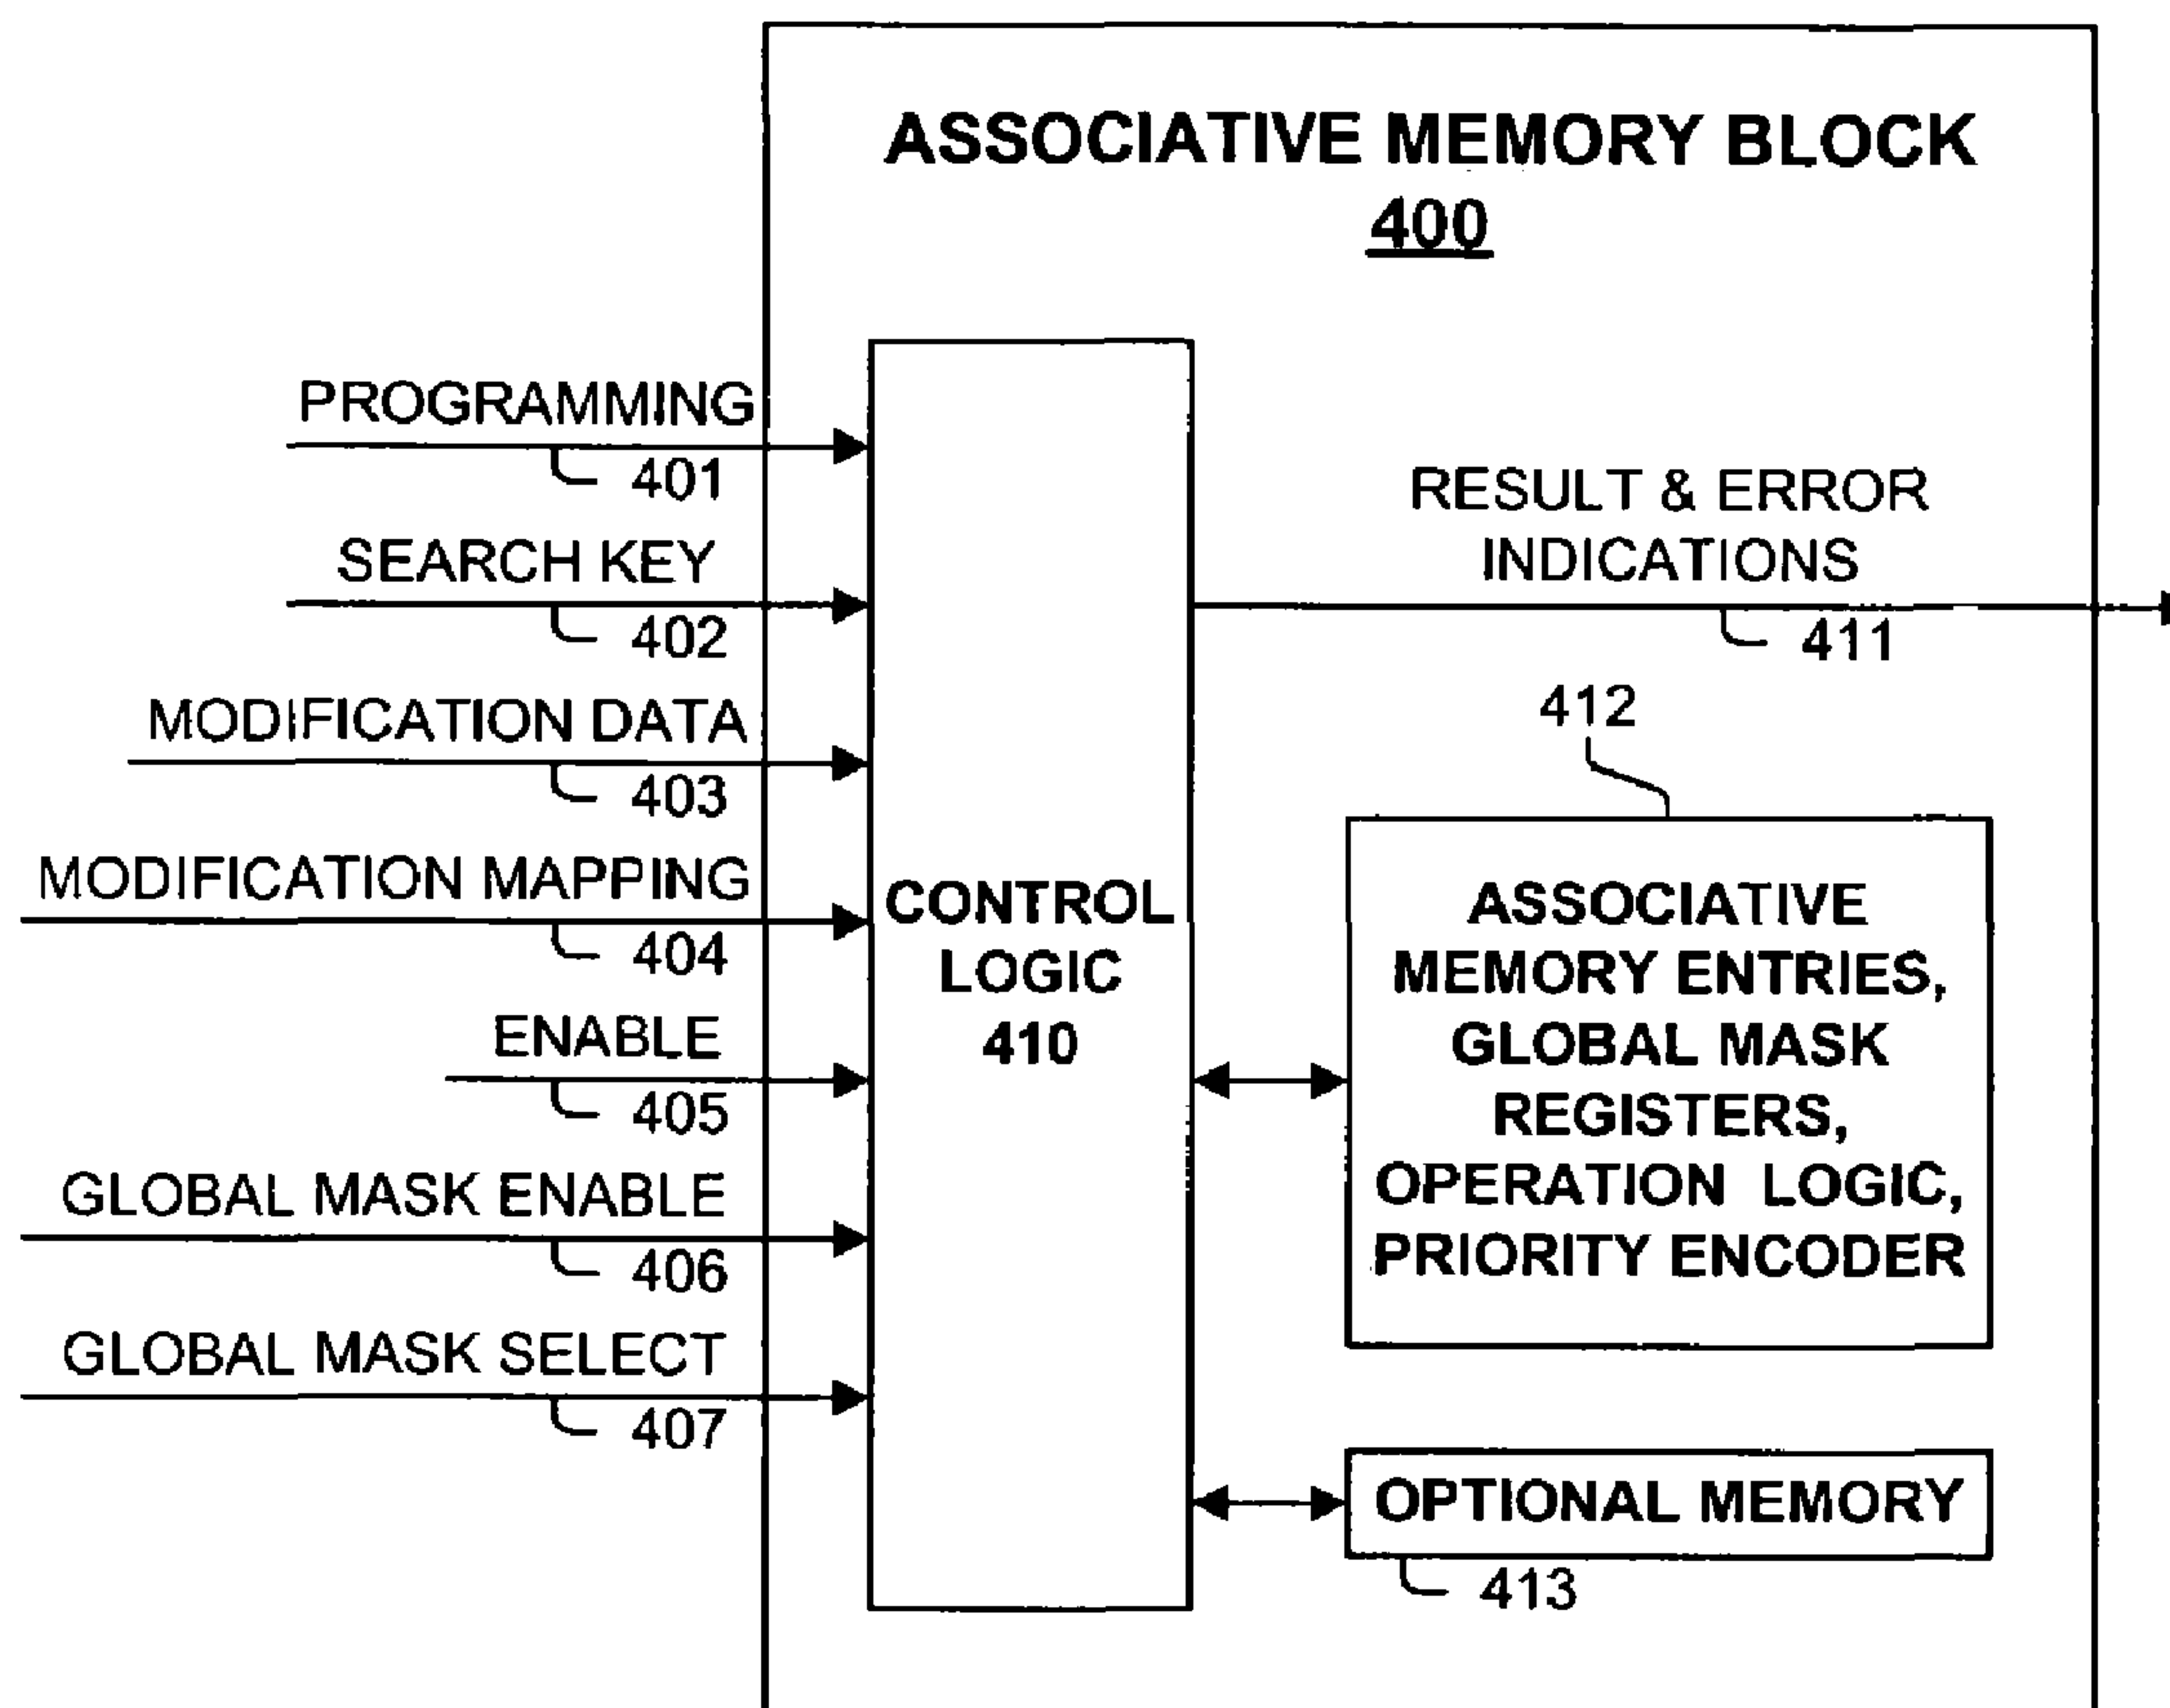 ASSOCIATIVE MEMORY BLOCK
400
PROGRAMMING
401
SEARCH KEY
402
MODIFICATION DATA
403
MODIFICATION MAPPING
404
ENABLE
405
GLOBAL MASK ENABLE
406
GLOBAL MASK SELECT
407
CONTROL
LOGIC
410
RESULT & ERROR
INDICATIONS
411
412
ASSOCIATIVE
MEMORY ENTRIES,
GLOBAL MASK
REGISTERS,
OPERATION LOGIC,
PRIORITY ENCODER
OPTIONAL MEMORY
413